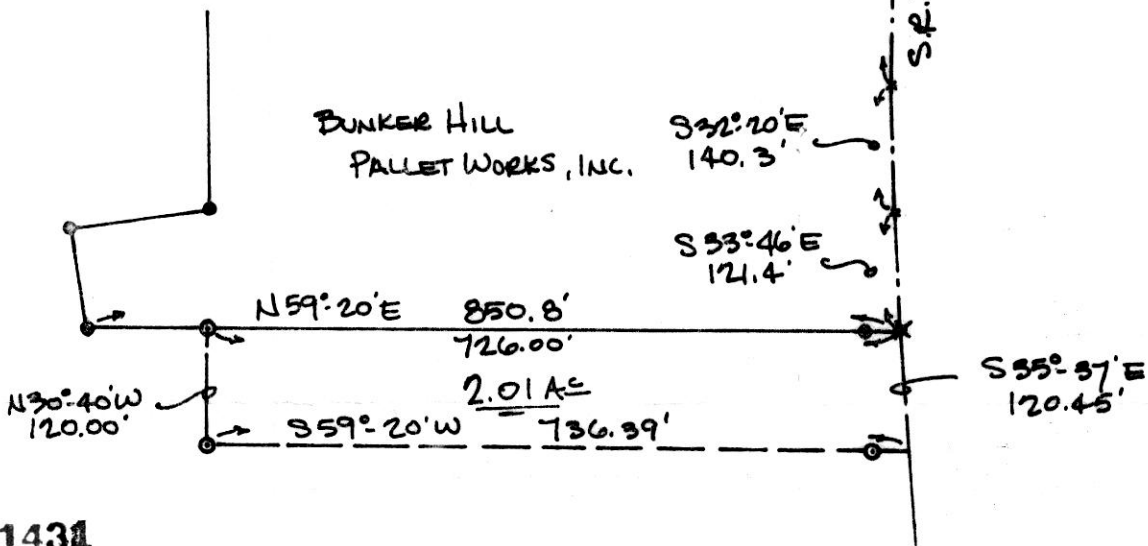 S.R.
BUNKER HILL
PALLET WORKS, INC.
S32°-20'E
140.3'
S33°-46'E
121.4'
N59°-20'E 850.8'
726.00'
2.01 Ac
N30°-40'W
120.00'
S59°-20'W 736.39'
S35°-37'E
120.45'